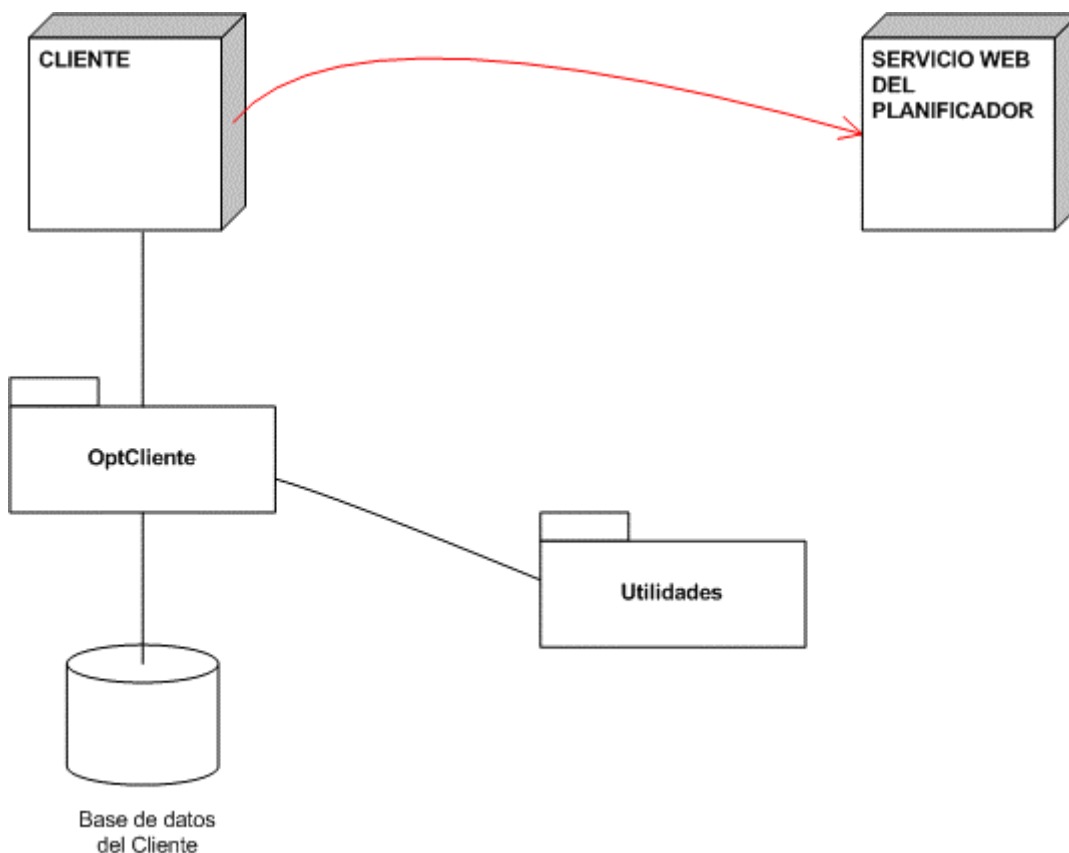 CLIENTE
SERVICIO WEB
DEL
PLANIFICADOR
OptCliente
Utilidades
Base de datos
del Cliente